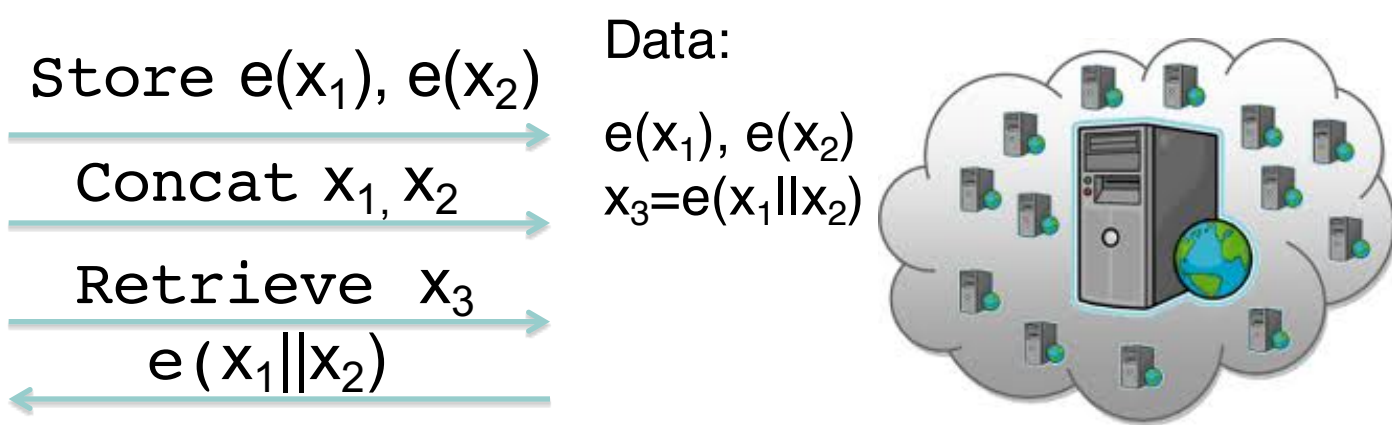 Store e(x₁), e(x₂)
Concat x₁, x₂
Retrieve x₃
e(x₁||x₂)
Data:
e(x₁), e(x₂)
x₃=e(x₁||x₂)